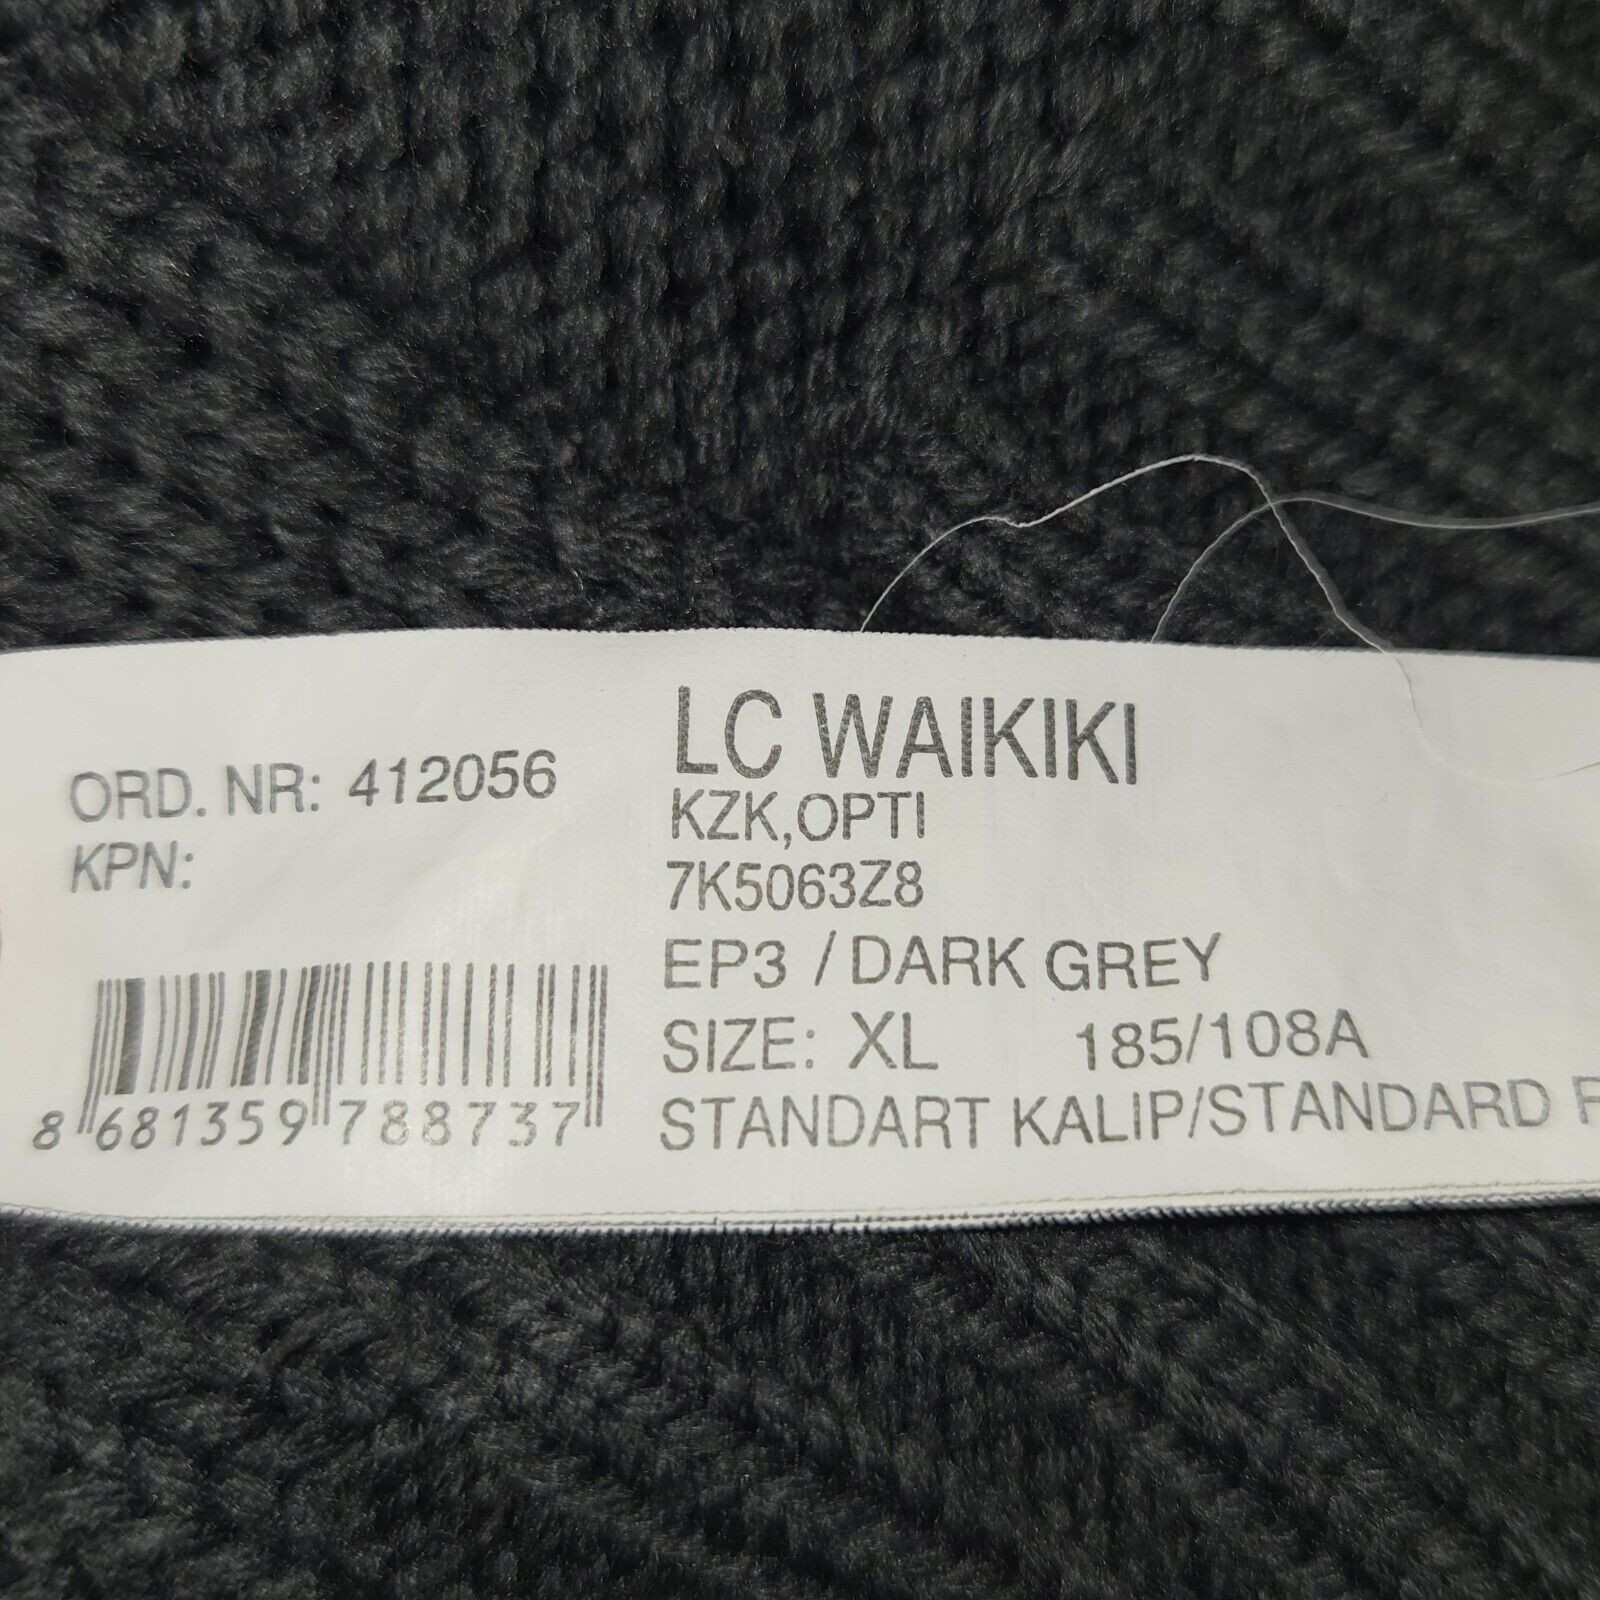 ORD. NR: 412056
KPN:
8 681359 788737
LC WAIKIKI
KZK,OPTI
7K5063Z8
EP3 / DARK GREY
SIZE: XL 185/108A
STANDART KALIP/STANDARD F